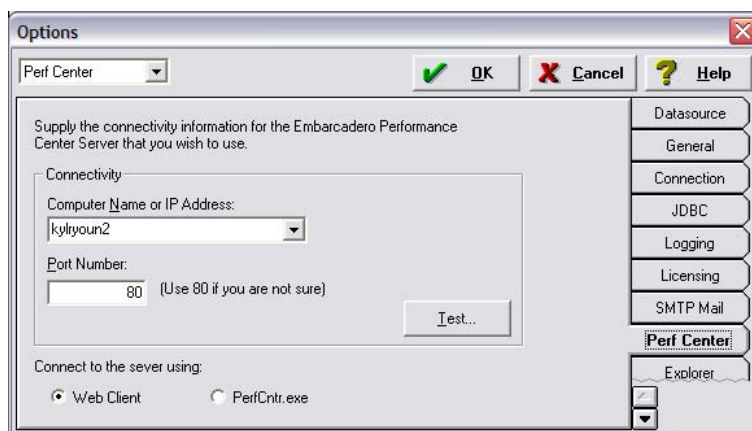 Options
Perf Center
OK
Cancel
Help
Supply the connectivity information for the Embarcadero Performance
Center Server that you wish to use.
Connectivity
Computer Name or IP Address:
kylryoun2
Port Number:
80 (Use 80 if you are not sure)
Test...
Connect to the sever using:
Web Client
PerfCntr.exe
Datasource
General
Connection
JDBC
Logging
Licensing
SMTP Mail
Perf Center
Explorer